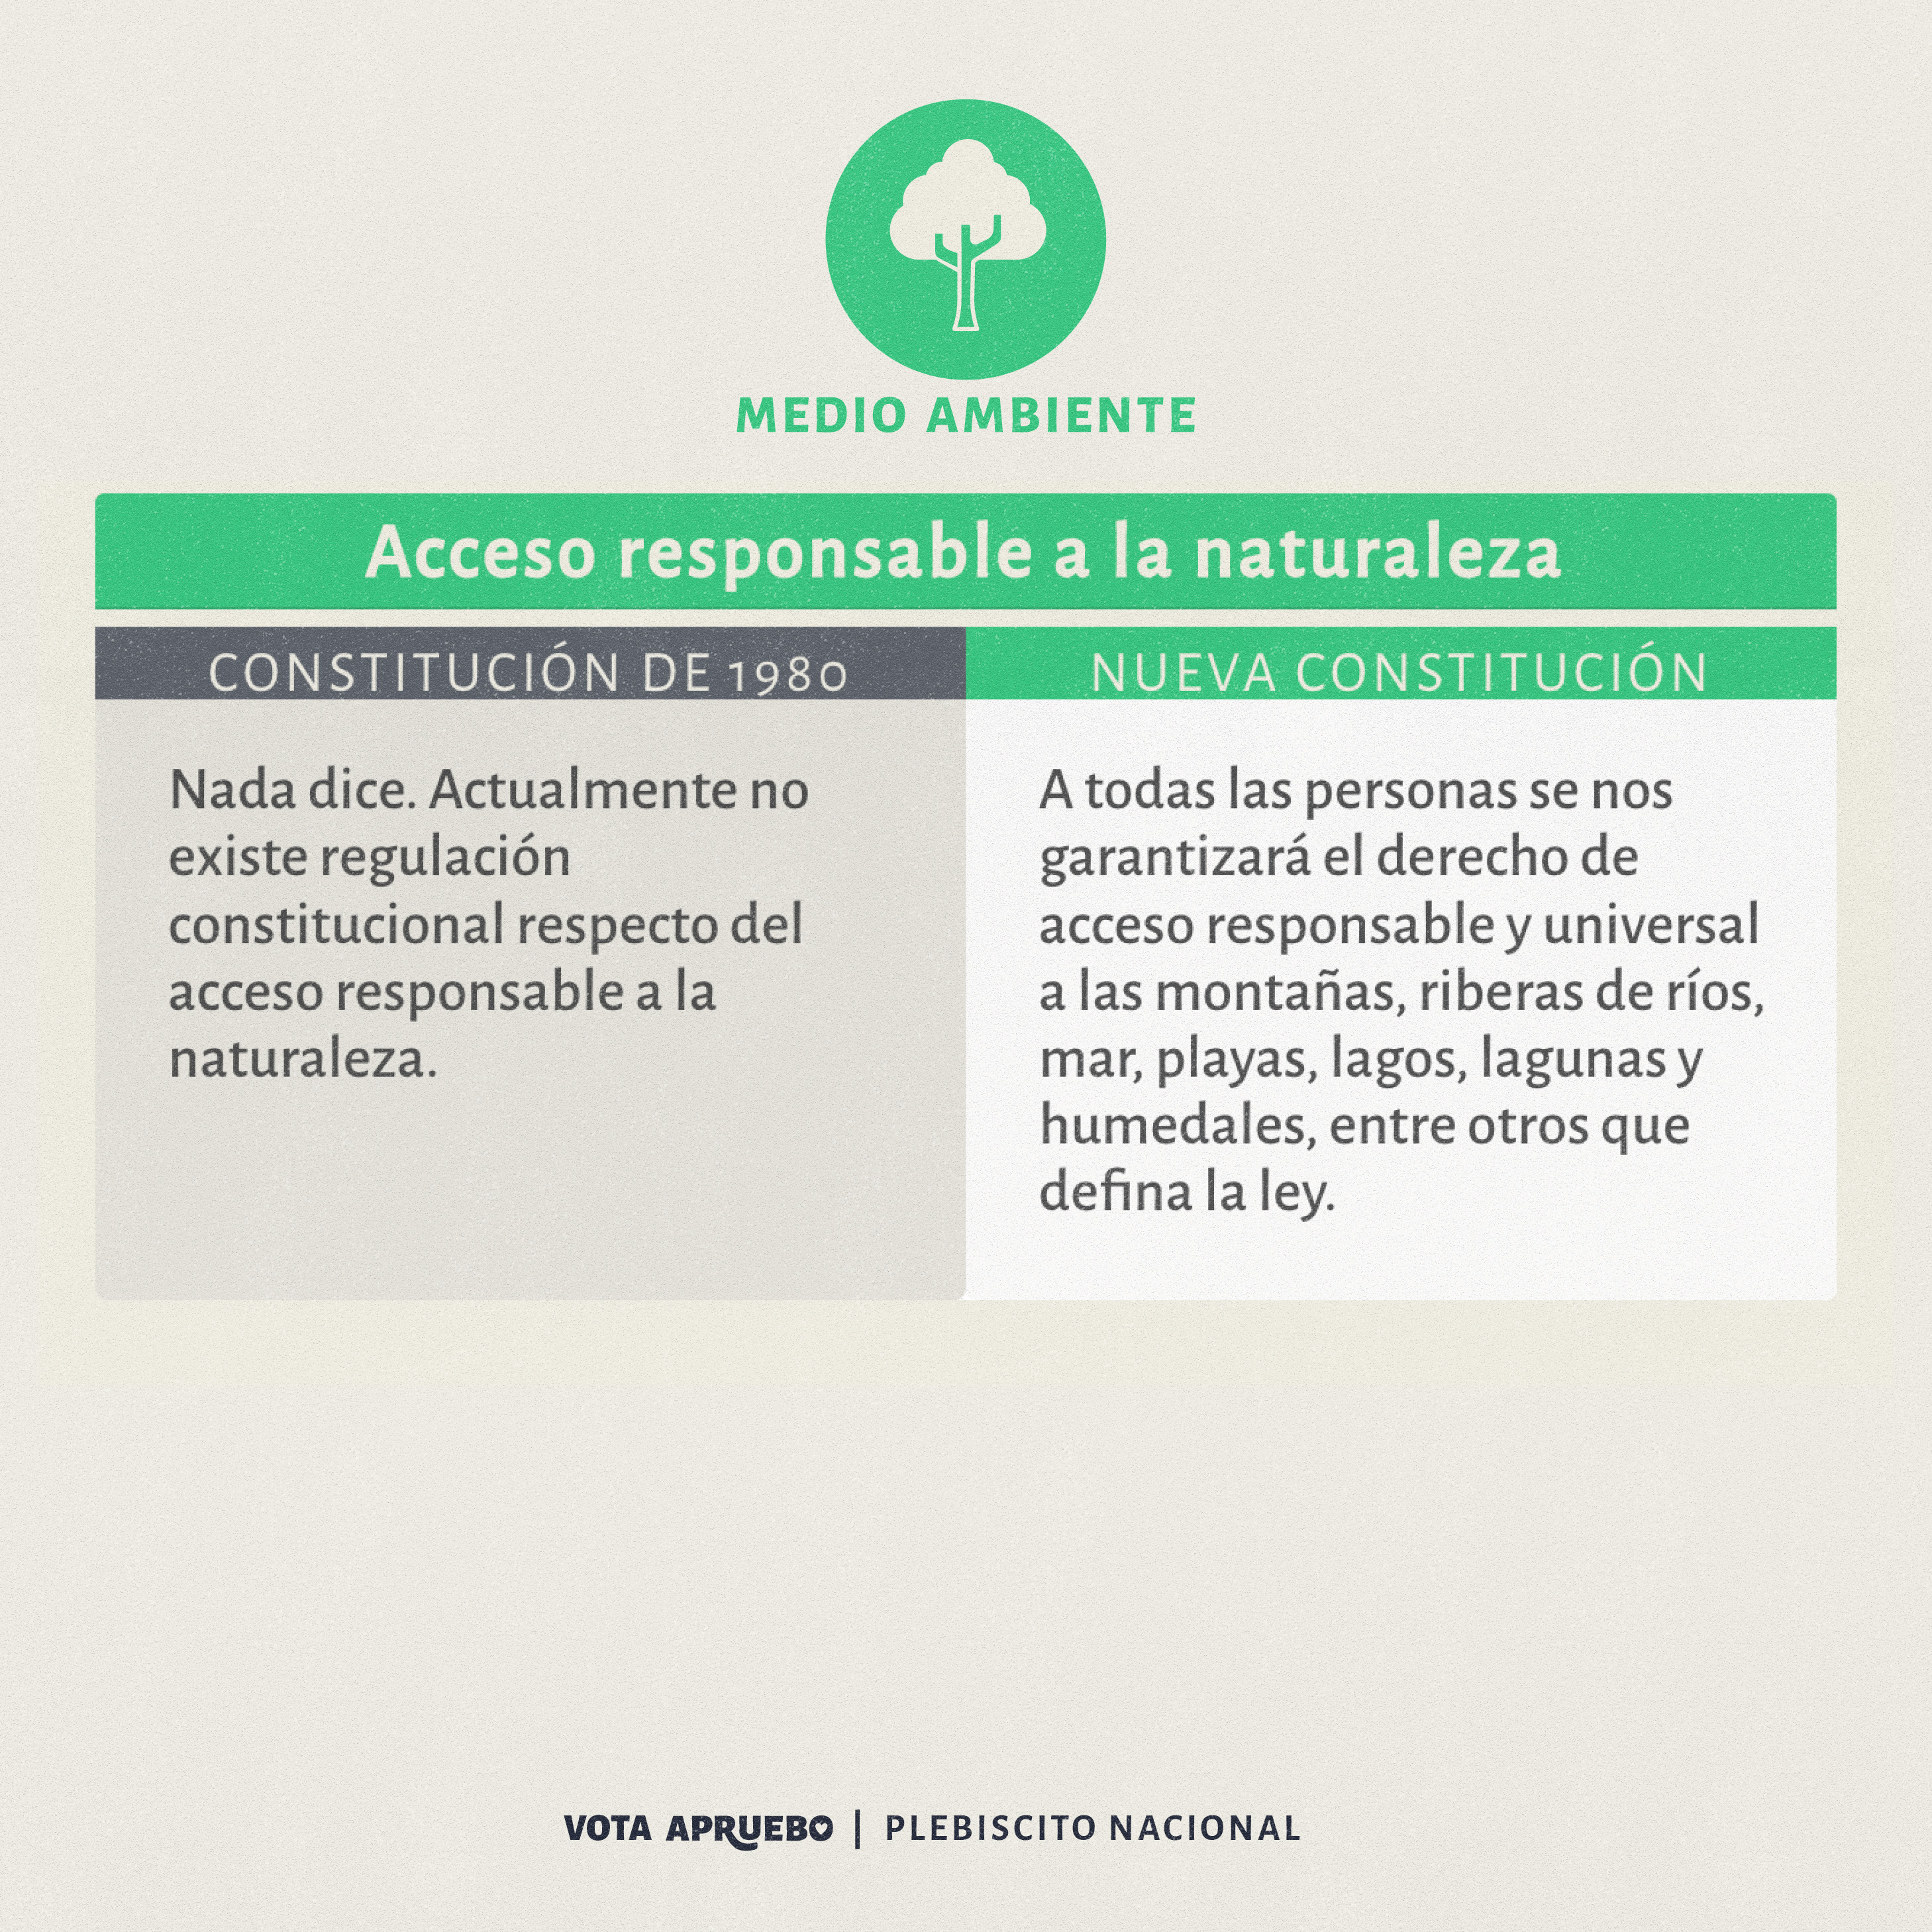 MEDIO AMBIENTE
Acceso responsable a la naturaleza
CONSTITUCIÓN DE 1980
Nada dice. Actualmente no
existe regulación
constitucional respecto del
acceso responsable a la
naturaleza.
NUEVA CONSTITUCIÓN
A todas las personas se nos
garantizará el derecho de
acceso responsable y universal
a las montañas, riberas de ríos,
mar, playas, lagos, lagunas y
humedales, entre otros que
defina la ley.
VOTA APRUEBO | PLEBISCITO NACIONAL